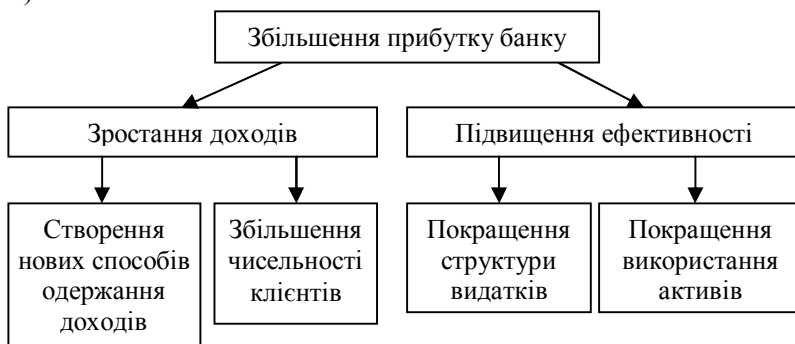 )
Збільшення прибутку банку
Зростання доходів
Підвищення ефективності
Створення
нових способів
одержання
доходів
Збільшення
чисельності
клієнтів
Покращення
структури
видатків
Покращення
використання
активів